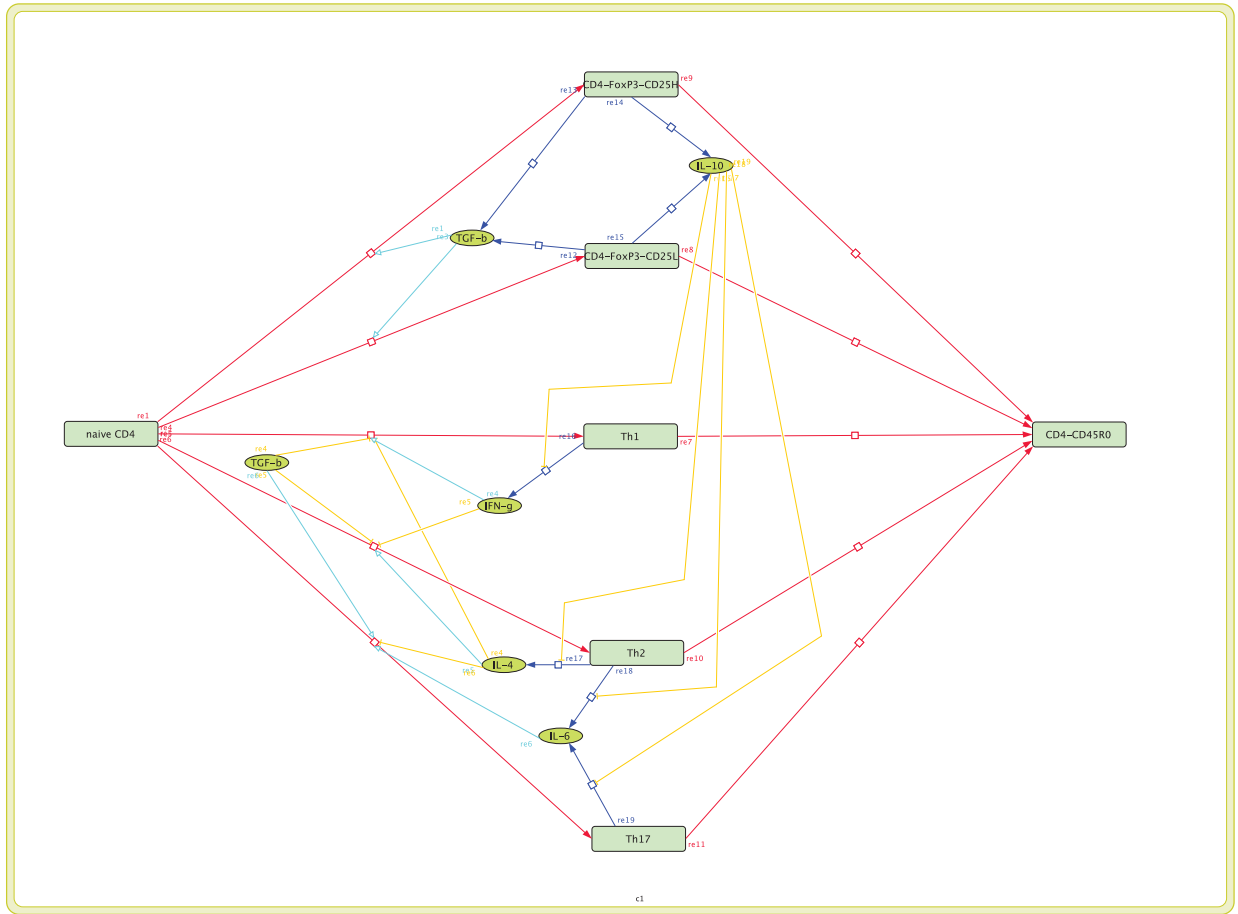 CD4-FoxP3-CD25H
re9
re14
IL-10
re1
TGF-b
re15
re12
CD4-FoxP3-CD25L
re8
re1
naive CD4
Th1
re7
CD4-CD45R0
re4
TGF-b
re4
re5
IFN-g
Th2
re4
re17
IL-4
re10
re18
IL-6
re6
re19
Th17
re11
c1